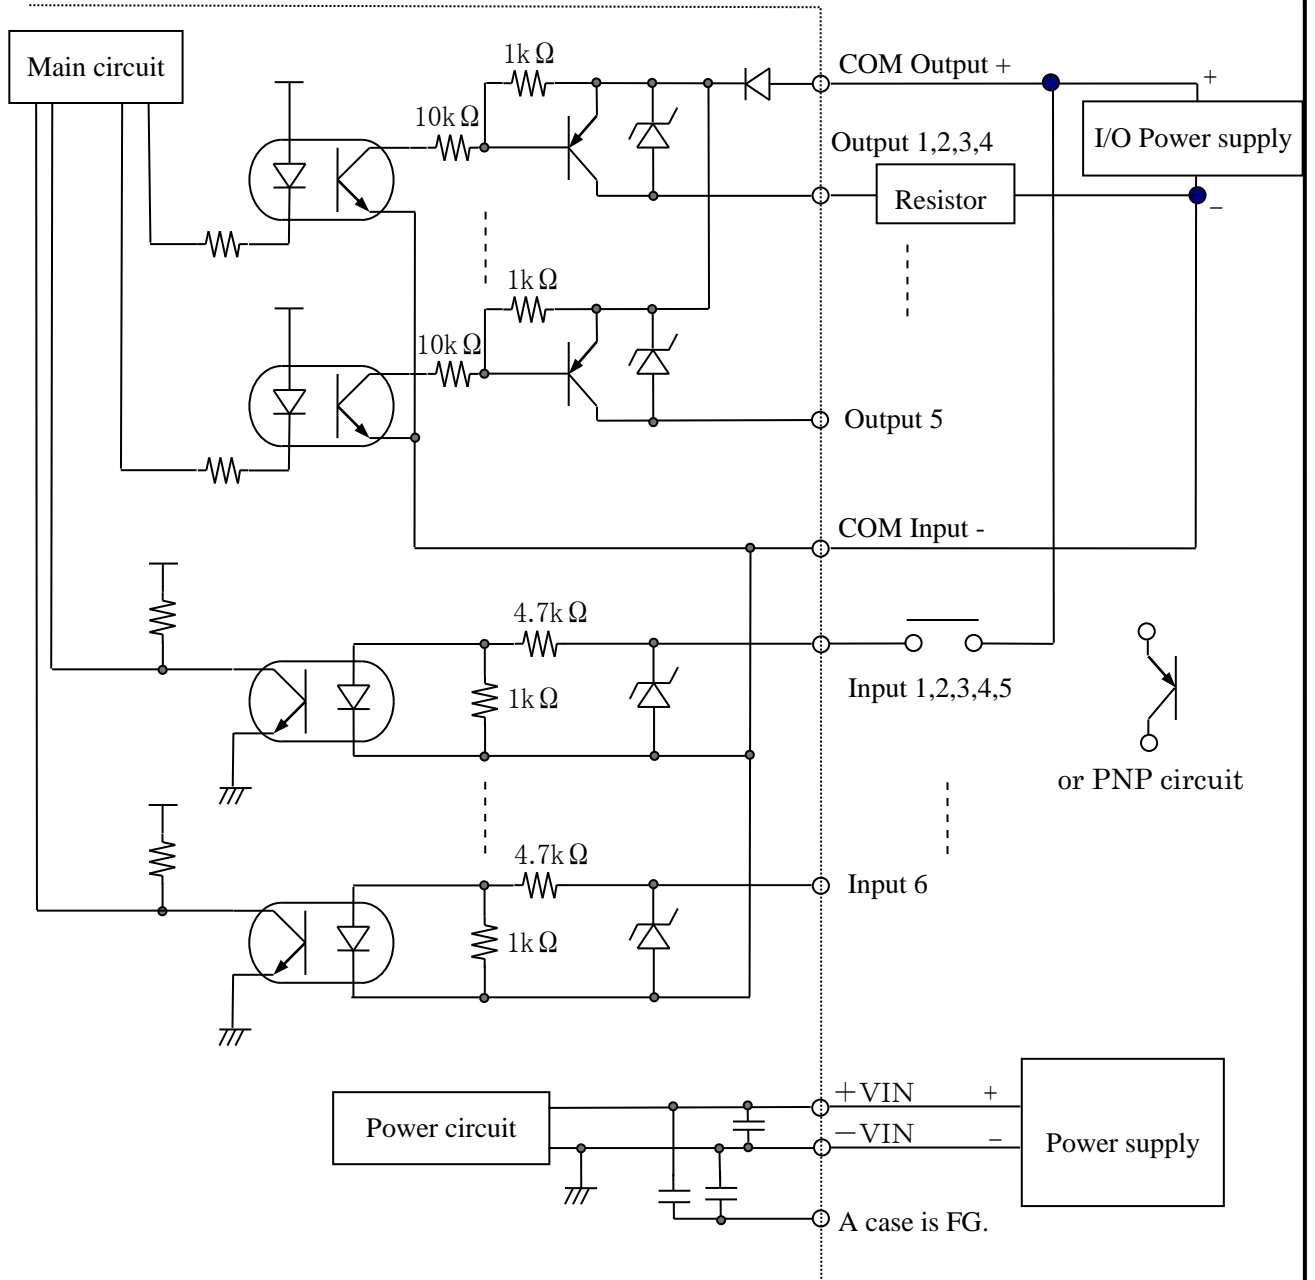 Main circuit
1kΩ
COM Output +
+
10kΩ
I/O Power supply
Output 1,2,3,4
Resistor
−
1kΩ
10kΩ
Output 5
COM Input -
4.7kΩ
1kΩ
Input 1,2,3,4,5
or PNP circuit
4.7kΩ
Input 6
1kΩ
+VIN
+
Power circuit
−VIN
−
Power supply
A case is FG.